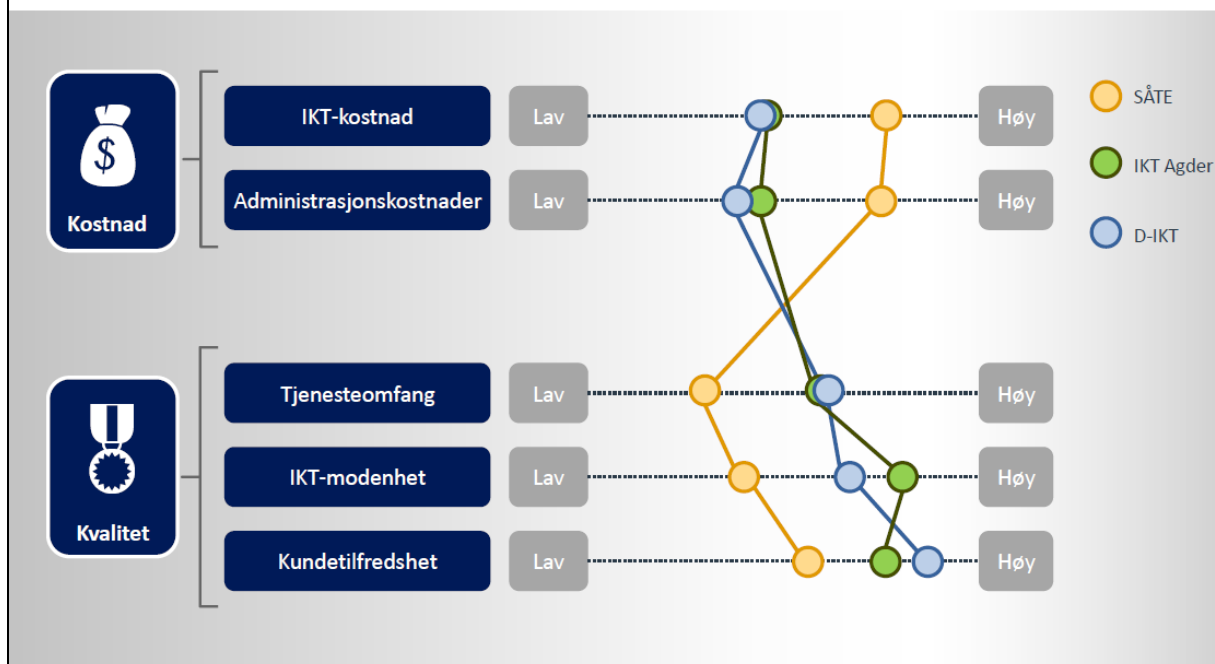 $
Kostnad
IKT-kostnad
Lav
Høy
Administrasjonskostnader
Lav
Høy
Kvalitet
Tjenesteomfang
Lav
Høy
IKT-modenhet
Lav
Høy
Kundetilfredshet
Lav
Høy
SÅTE
IKT Agder
D-IKT